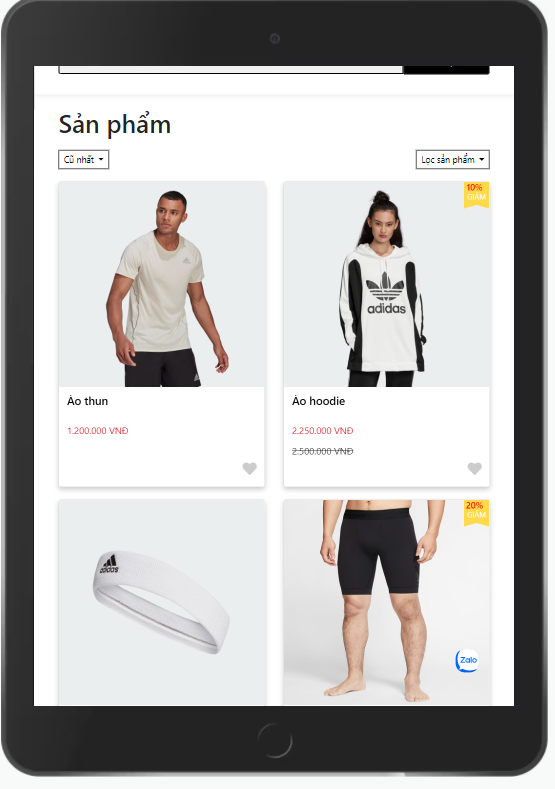 Sản phẩm
Cũ nhất
Lọc sản phẩm
10%
GIẢM
adidas
Áo thun
Áo hoodie
1.200.000 VNĐ
2.250.000 VNĐ
2.500.000 VNĐ
20%
GIẢM
adidas
Zalo